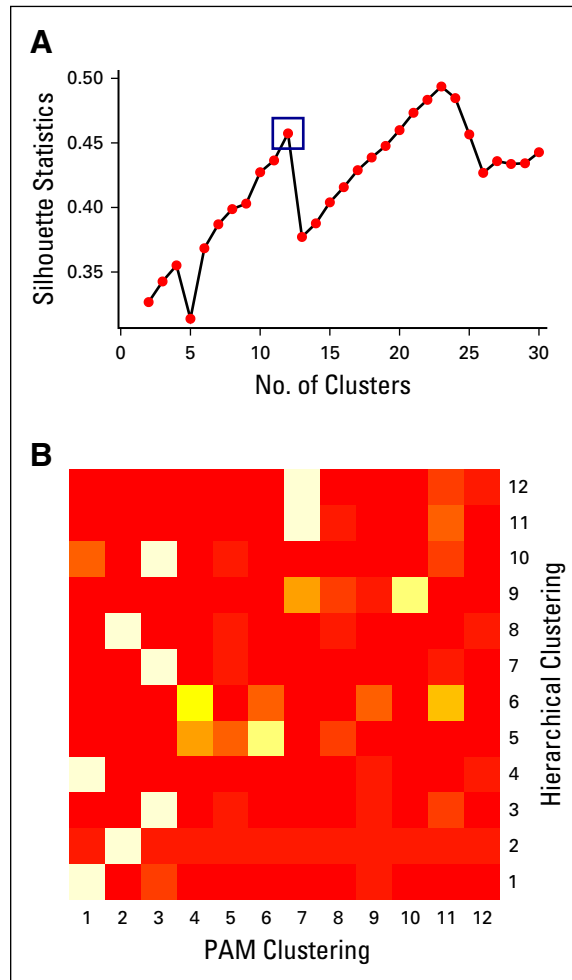 A
0.50
0.45
0.40
0.35
Silhouette Statistics
0 5 10 15 20 25 30
No. of Clusters
B
12
11
10
9
8
7
6
5
4
3
2
1
Hierarchical Clustering
1 2 3 4 5 6 7 8 9 10 11 12
PAM Clustering